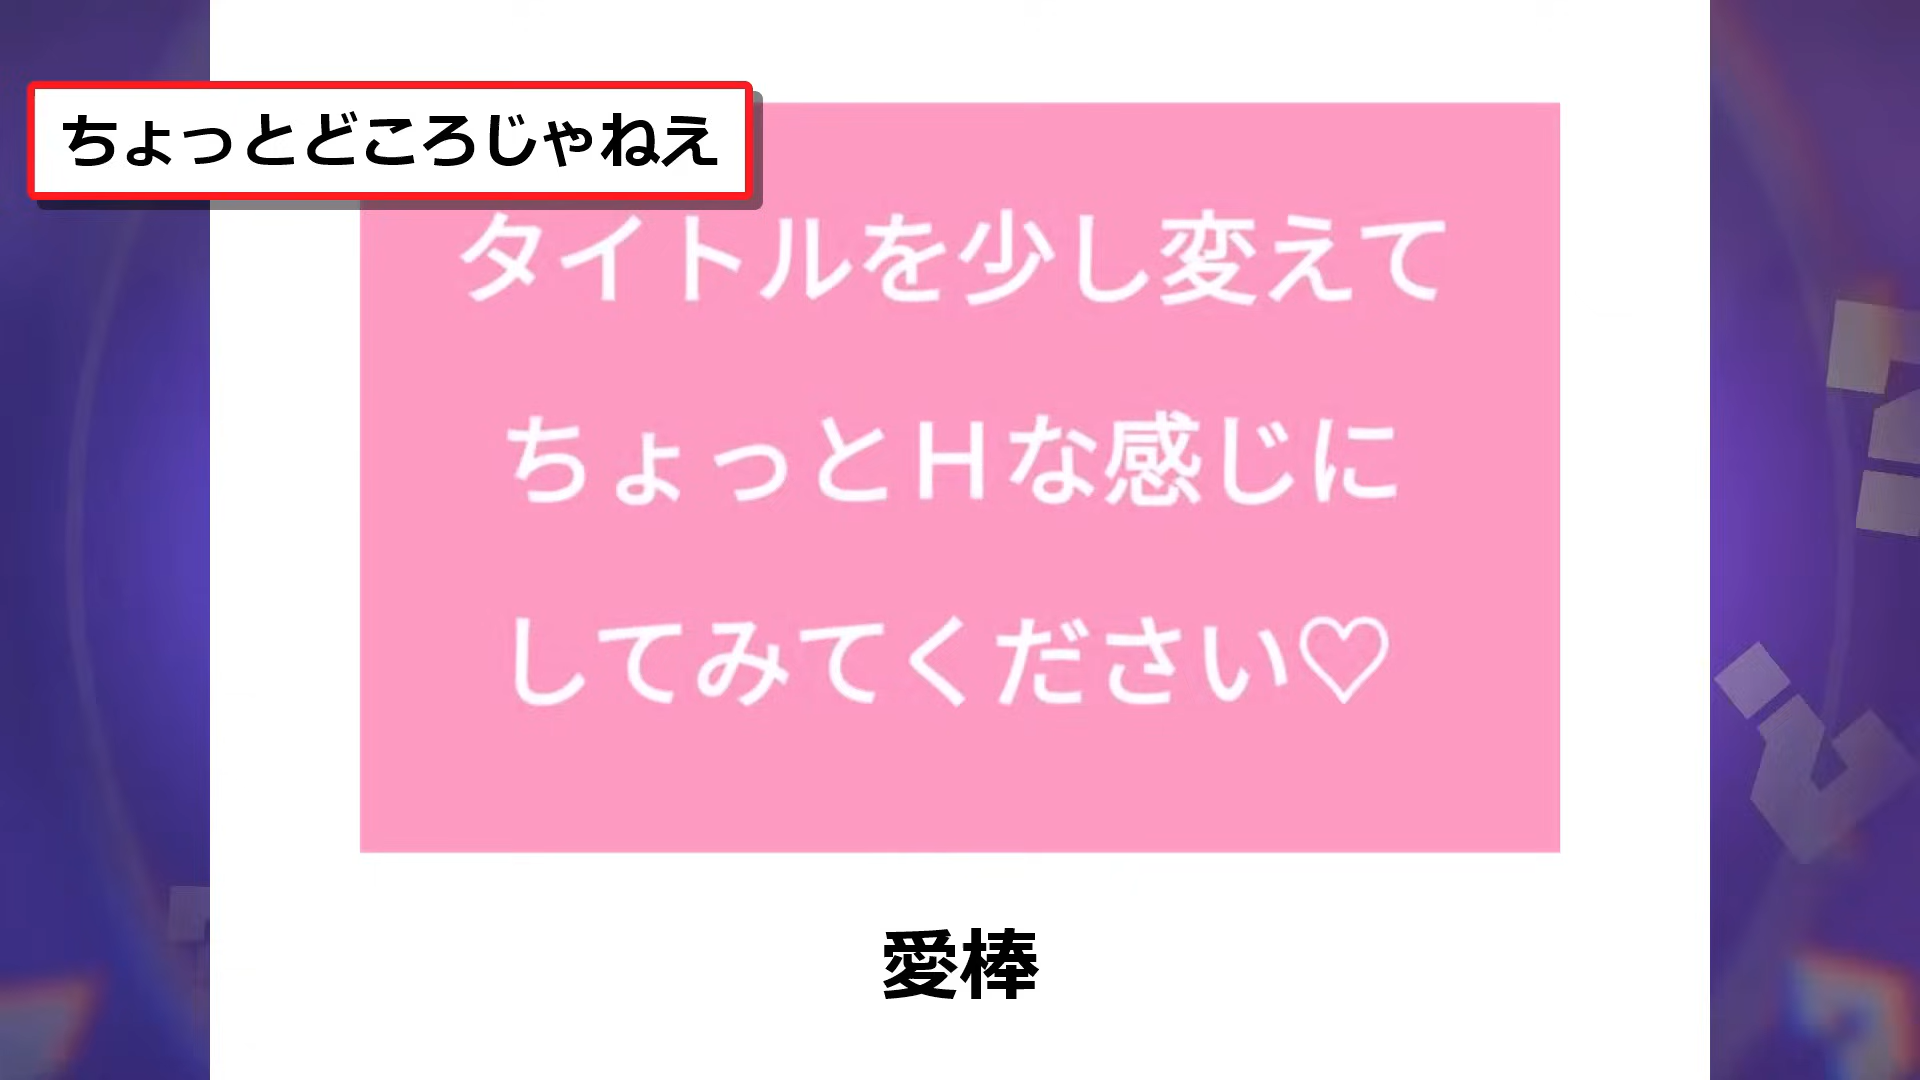 ちょっとどころじゃねえ
タイトルを少し変えて
ちょっとHな感じに
してみてください♡
愛棒